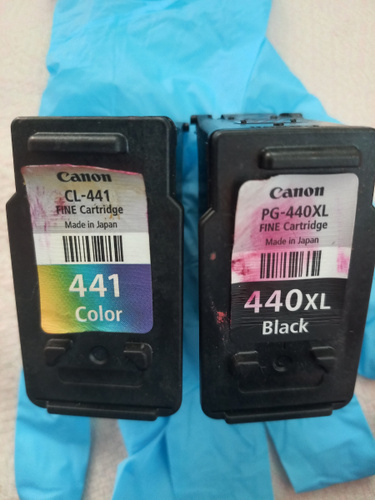 Canon
CL-441
FINE Cartridge
Made in Japan
441
Color
Canon
PG-440XL
FINE Cartridge
Made in Japan
440XL
Black